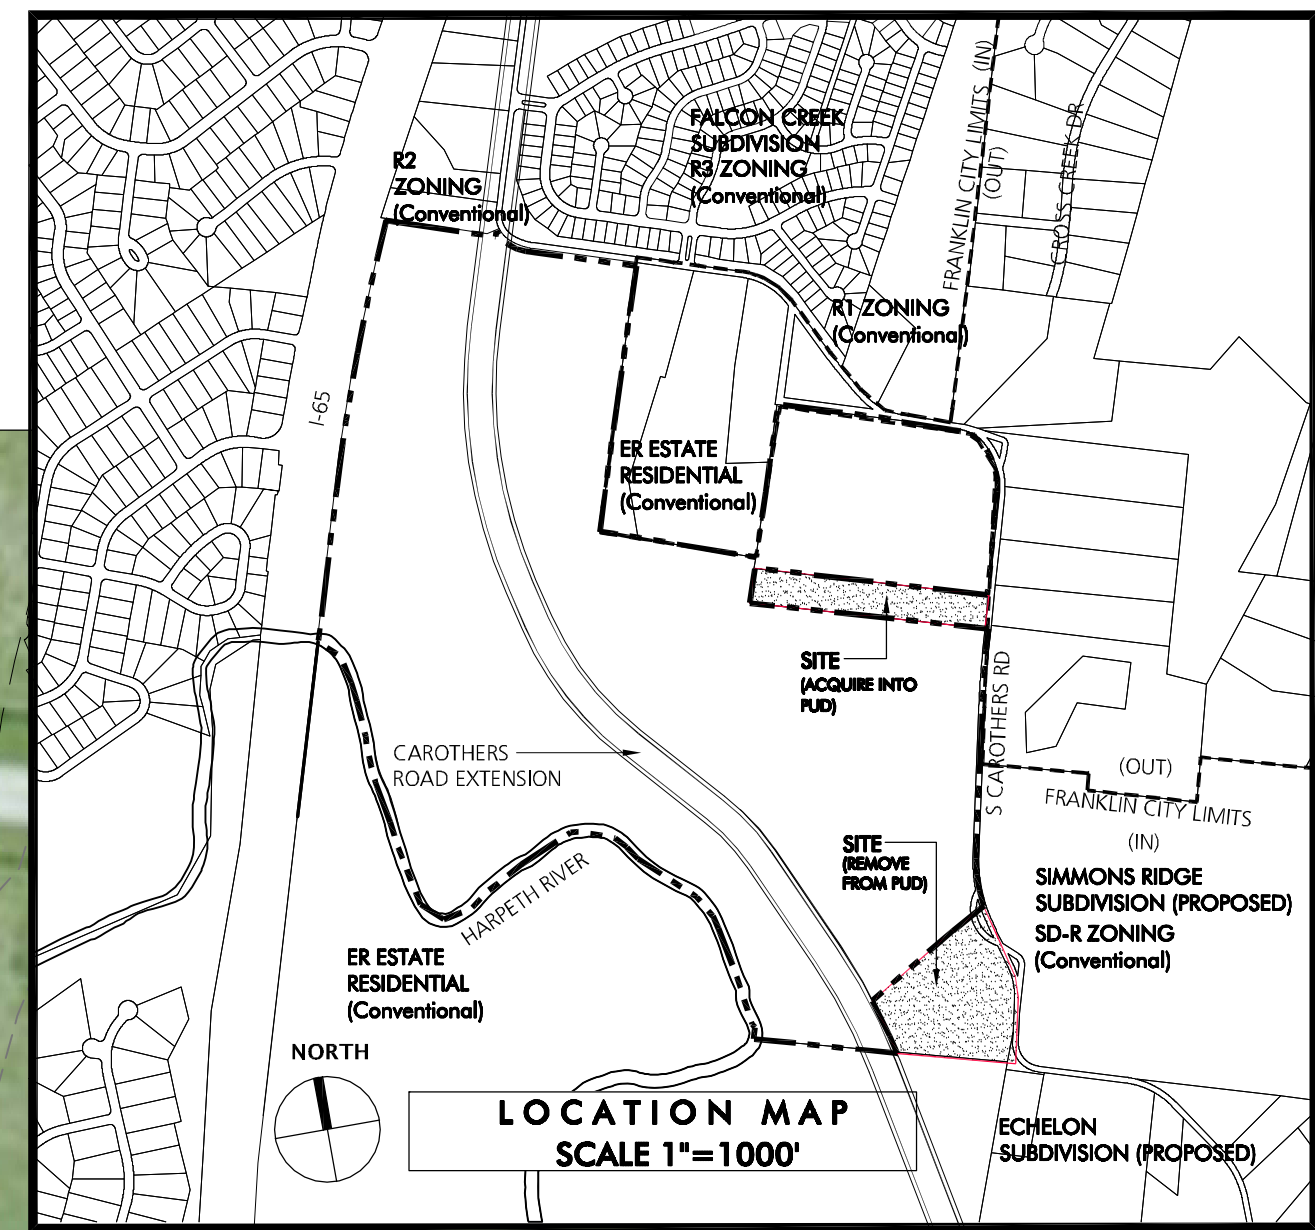 FALCON CREEK
SUBDIVISION
R3 ZONING
(Conventional)
R2
ZONING
(Conventional)
FRANKLIN CITY LIMITS (IN)
(OUT)
CROSS CREEK DR
R1 ZONING
(Conventional)
I-65
ER ESTATE
RESIDENTIAL
(Conventional)
SITE
(ACQUIRE INTO
PUD)
S CAROTHERS RD
CAROTHERS
ROAD EXTENSION
(OUT)
FRANKLIN CITY LIMITS
(IN)
SITE
(REMOVE
FROM PUD)
SIMMONS RIDGE
SUBDIVISION (PROPOSED)
SD-R ZONING
(Conventional)
HARPETH RIVER
ER ESTATE
RESIDENTIAL
(Conventional)
NORTH
LOCATION MAP
SCALE 1"=1000'
ECHELON
SUBDIVISION (PROPOSED)